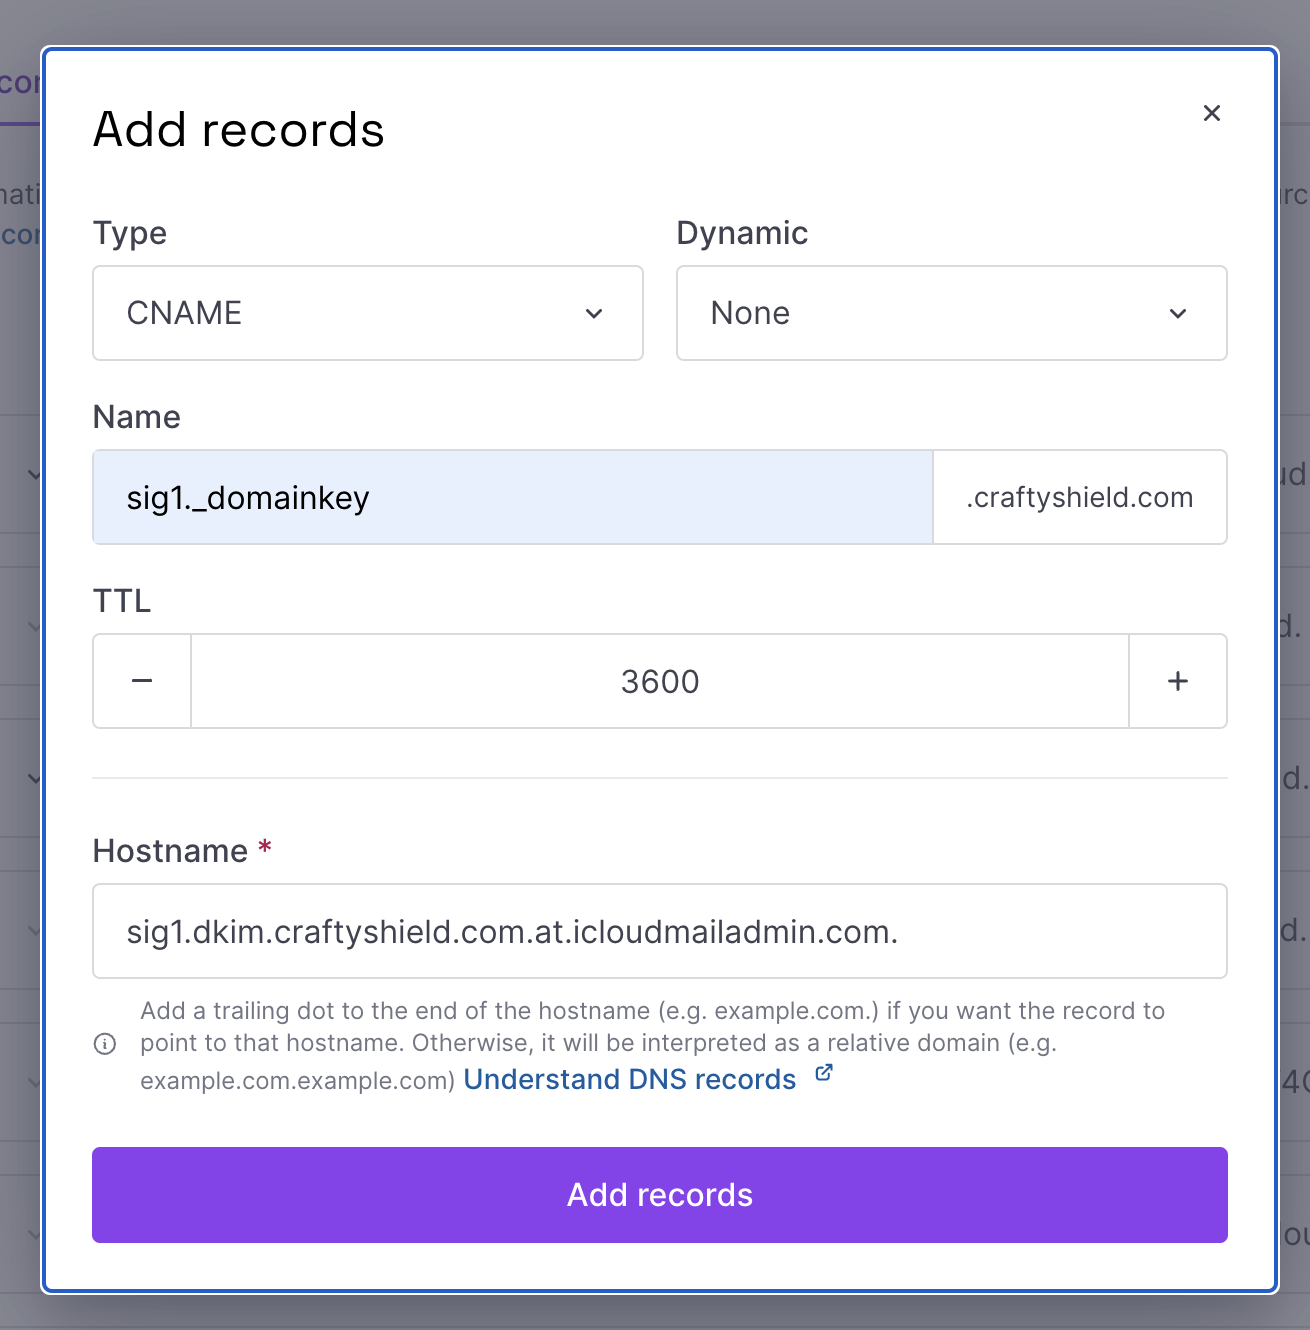 Add records
Type
Dynamic
CNAME
None
Name
sig1._domainkey
.craftyshield.com
TTL
3600
Hostname *
sig1.dkim.craftyshield.com.at.icloudmailadmin.com.
Add a trailing dot to the end of the hostname (e.g. example.com.) if you want the record to
point to that hostname. Otherwise, it will be interpreted as a relative domain (e.g.
example.com.example.com) Understand DNS records
Add records